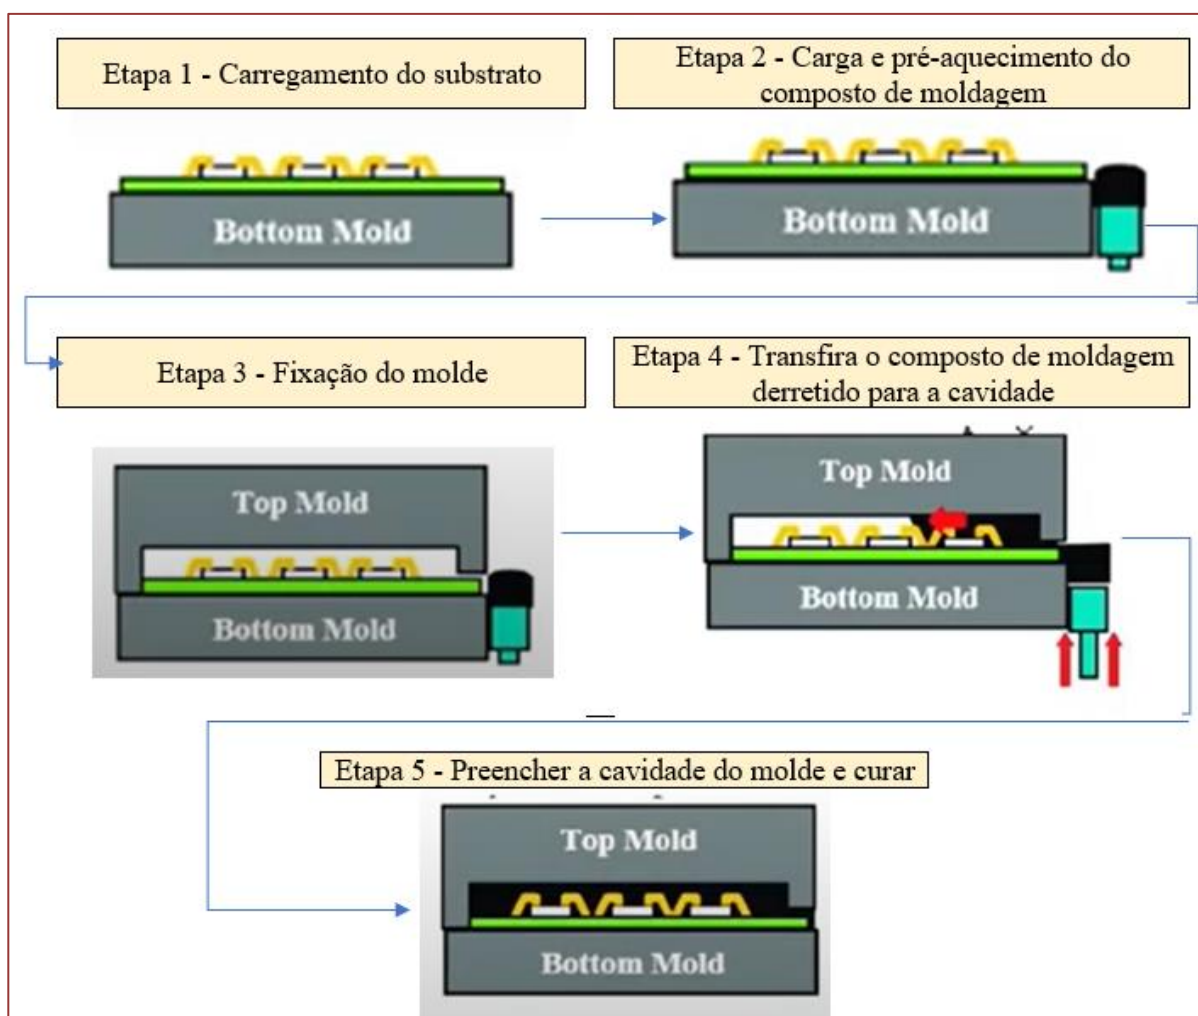 Etapa 1 - Carregamento do substrato
Etapa 2 - Carga e pré-aquecimento do
composto de moldagem
Bottom Mold
Bottom Mold
Etapa 3 - Fixação do molde
Etapa 4 - Transfira o composto de moldagem
derretido para a cavidade
Top Mold
Bottom Mold
Top Mold
Bottom Mold
Etapa 5 - Preencher a cavidade do molde e curar
Top Mold
Bottom Mold